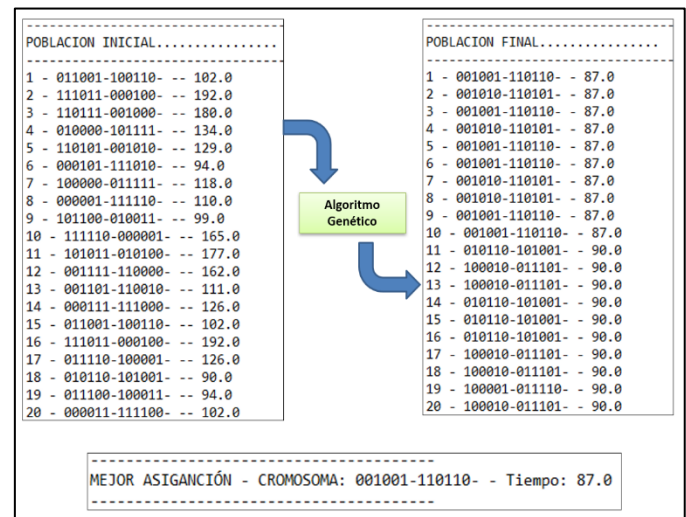 -----------------------------------
POBLACION INICIAL................
-----------------------------------
1 - 011001-100110- -- 102.0
2 - 111011-000100- -- 192.0
3 - 110111-001000- -- 180.0
4 - 010000-101111- -- 134.0
5 - 110101-001010- -- 129.0
6 - 000101-111010- -- 94.0
7 - 100000-011111- -- 118.0
8 - 000001-111110- -- 110.0
9 - 101100-010011- -- 99.0
10 - 111110-000001- -- 165.0
11 - 101011-010100- -- 177.0
12 - 001111-110000- -- 162.0
13 - 001101-110010- -- 111.0
14 - 000111-111000- -- 126.0
15 - 011001-100110- -- 102.0
16 - 111011-000100- -- 192.0
17 - 011110-100001- -- 126.0
18 - 010110-101001- -- 90.0
19 - 011100-100011- -- 94.0
20 - 000011-111100- -- 102.0
Algoritmo
Genético
-----------------------------------
POBLACION FINAL................
-----------------------------------
1 - 001001-110110- - 87.0
2 - 001010-110101- - 87.0
3 - 001001-110110- - 87.0
4 - 001010-110101- - 87.0
5 - 001001-110110- - 87.0
6 - 001001-110110- - 87.0
7 - 001010-110101- - 87.0
8 - 001010-110101- - 87.0
9 - 001001-110110- - 87.0
10 - 001001-110110- - 87.0
11 - 010110-101001- - 90.0
12 - 100010-011101- - 90.0
13 - 100010-011101- - 90.0
14 - 010110-101001- - 90.0
15 - 010110-101001- - 90.0
16 - 010110-101001- - 90.0
17 - 100010-011101- - 90.0
18 - 100010-011101- - 90.0
19 - 100001-011110- - 90.0
20 - 100010-011101- - 90.0
---------------------------------------
MEJOR ASIGANCIÓN - CROMOSOMA: 001001-110110- - Tiempo: 87.0
---------------------------------------